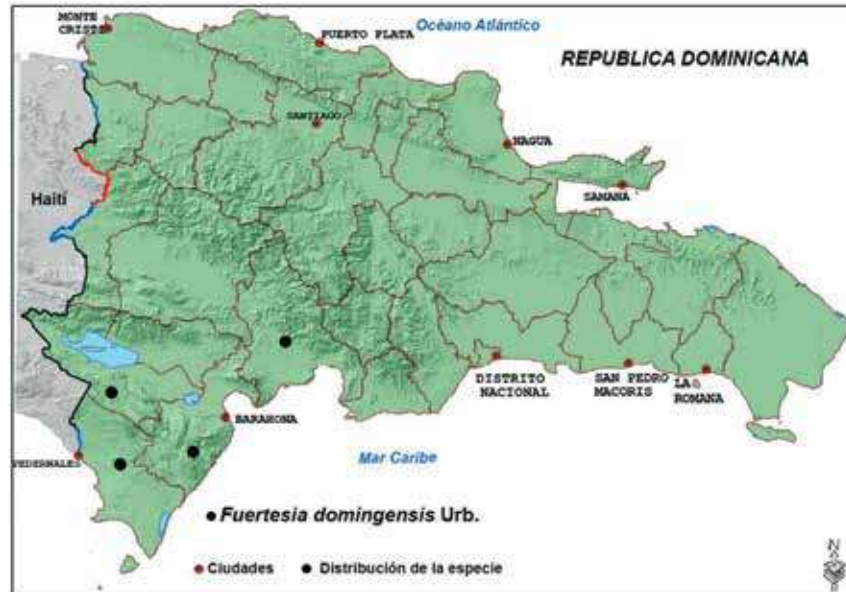 MONTE
CRISTI
PUERTO PLATA
Océano Atlántico
REPUBLICA DOMINICANA
SANTIAGO
NAGUA
SAMANA
Haití
DISTRITO
NACIONAL
SAN PEDRO
MACORIS
LA
ROMANA
BARAHONA
PEDERNALES
Mar Caribe
Fuertesia domingensis Urb.
Ciudades
Distribución de la especie
N